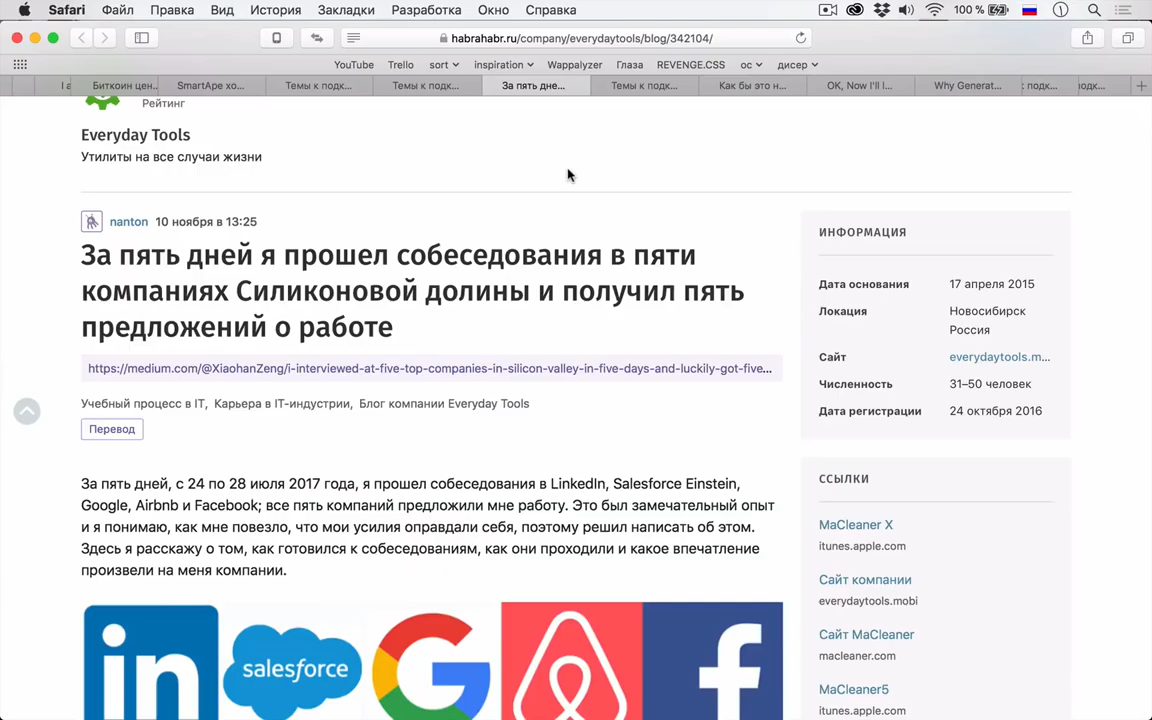 Safari Файл Правка Вид История Закладки Разработка Окно Справка 100 %
habrahabr.ru/company/everydaytools/blog/342104/
YouTube Trello sort inspiration Wappalyzer Глаза REVENGE.CSS ос дисер
I a Биткоин цен... SmartApe хо... Темы к подк... Темы к подк... За пять дне... Темы к подк... Как бы это н... OK, Now I'll l... Why Generat... : подк... юдк...
Рейтинг
Everyday Tools
Утилиты на все случаи жизни
nanton 10 ноября в 13:25
За пять дней я прошел собеседования в пяти
компаниях Силиконовой долины и получил пять
предложений о работе
https://medium.com/@XiaohanZeng/i-interviewed-at-five-top-companies-in-silicon-valley-in-five-days-and-luckily-got-five...
Учебный процесс в IT, Карьера в IT-индустрии, Блог компании Everyday Tools
Перевод
За пять дней, с 24 по 28 июля 2017 года, я прошел собеседования в LinkedIn, Salesforce Einstein,
Google, Airbnb и Facebook; все пять компаний предложили мне работу. Это был замечательный опыт
и я понимаю, как мне повезло, что мои усилия оправдали себя, поэтому решил написать об этом.
Здесь я расскажу о том, как готовился к собеседованиям, как они проходили и какое впечатление
произвели на меня компании.
in salesforce G f
ИНФОРМАЦИЯ
Дата основания 17 апреля 2015
Локация Новосибирск
Россия
Сайт everydaytools.m...
Численность 31–50 человек
Дата регистрации 24 октября 2016
ССЫЛКИ
MaCleaner X
itunes.apple.com
Сайт компании
everydaytools.mobi
Сайт MaCleaner
macleaner.com
MaCleaner5
itunes.apple.com